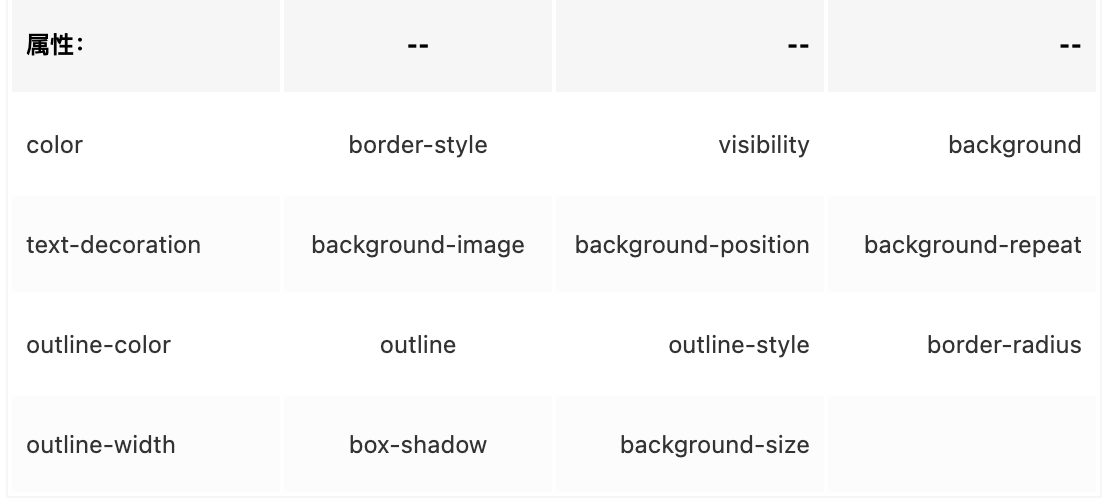 属性： -- -- --
color border-style visibility background
text-decoration background-image background-position background-repeat
outline-color outline outline-style border-radius
outline-width box-shadow background-size